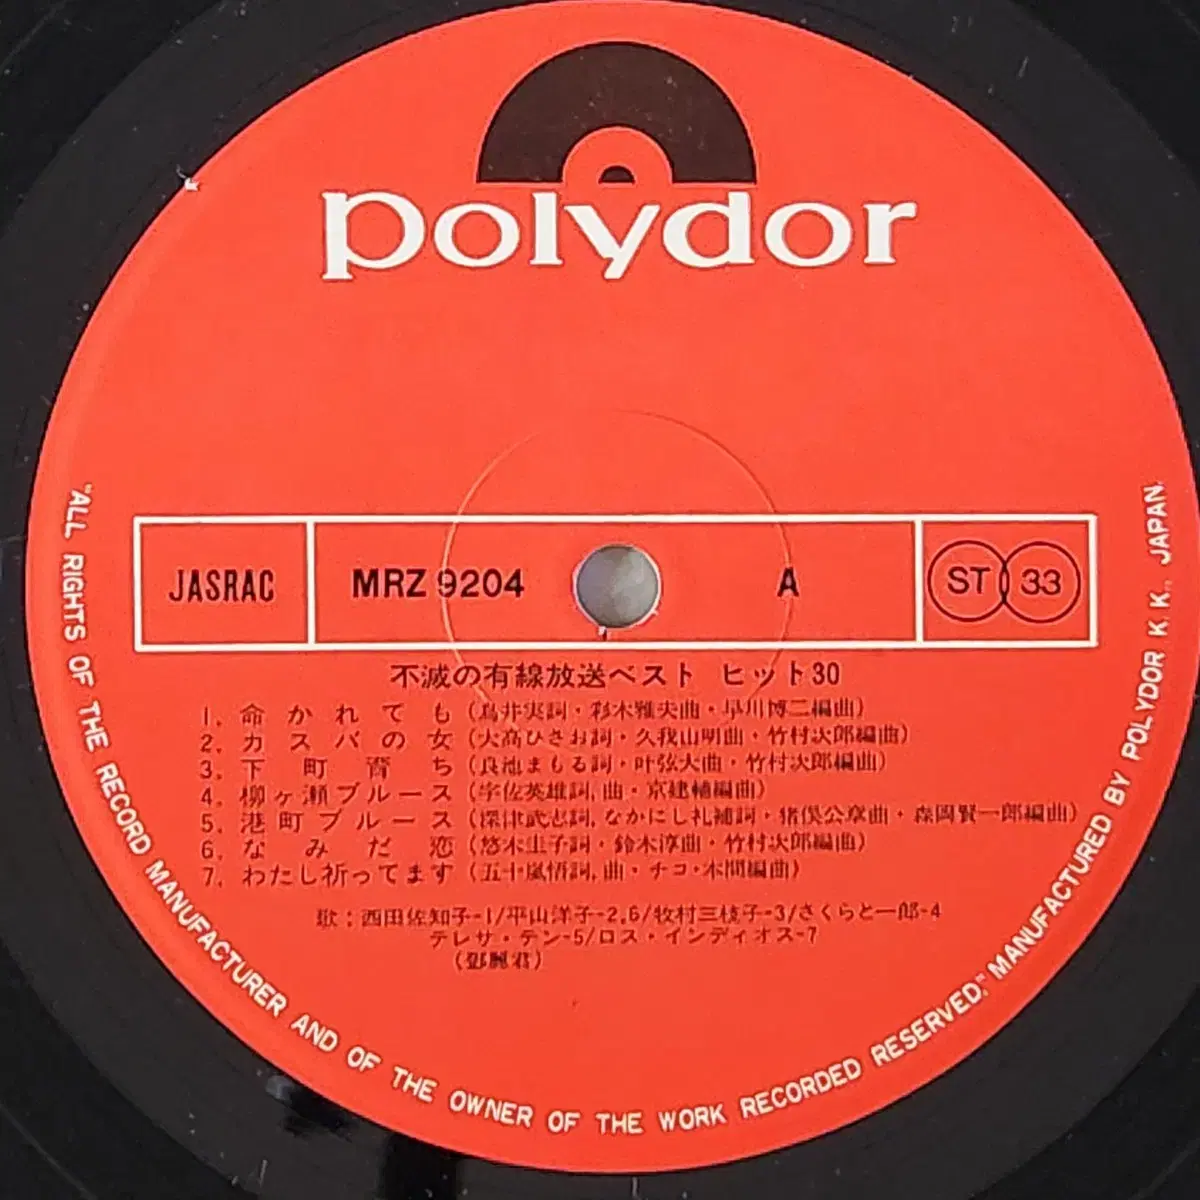 polydor
JASRAC MRZ 9204 A ST 33
不滅の有線放送ベスト ヒット30
1. 命かれても (鳥井実詞・彩木雅夫曲・早川博二編曲)
2. カスバの女 (大高ひさお詞・久我山明曲・竹村次郎編曲)
3. 下町育ち (良池まもる詞・叶弦大曲・竹村次郎編曲)
4. 柳ヶ瀬ブルース (宇佐英雄詞,曲・京建輔編曲)
5. 港町ブルース (深津武志詞,なかにし礼補詞・猪俣公章曲・森岡賢一郎編曲)
6. なみだ恋 (悠木圭子詞・鈴木淳曲・竹村次郎編曲)
7. わたし祈ってます (五十嵐悟詞,曲・チコ・本間編曲)
歌：西田佐知子-1/平山洋子-2,6/牧村三枝子-3/さくらと一郎-4
テレサ・テン-5/ロス・インディオス-7
(鄧麗君)
"ALL RIGHTS OF THE RECORD MANUFACTURER AND OF THE OWNER OF THE WORK RECORDED RESERVED." MANUFACTURED BY POLYDOR K.K., JAPAN.